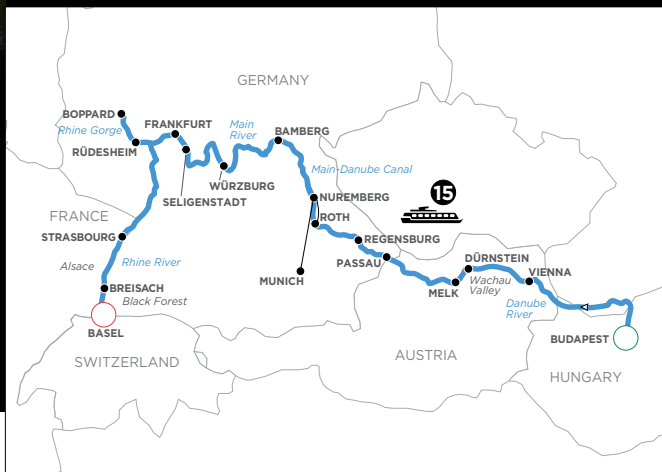 GERMANY
BOPPARD
Rhine Gorge
RÜDESHEIM
FRANKFURT
SELIGENSTADT
Main
River
WÜRZBURG
BAMBERG
Main-Danube Canal
NUREMBERG
ROTH
MUNICH
15
REGENSBURG
PASSAU
DÜRNSTEIN
MELK
Wachau
Valley
VIENNA
Danube
River
BUDAPEST
HUNGARY
AUSTRIA
FRANCE
STRASBOURG
Alsace
Rhine River
BREISACH
Black Forest
BASEL
SWITZERLAND